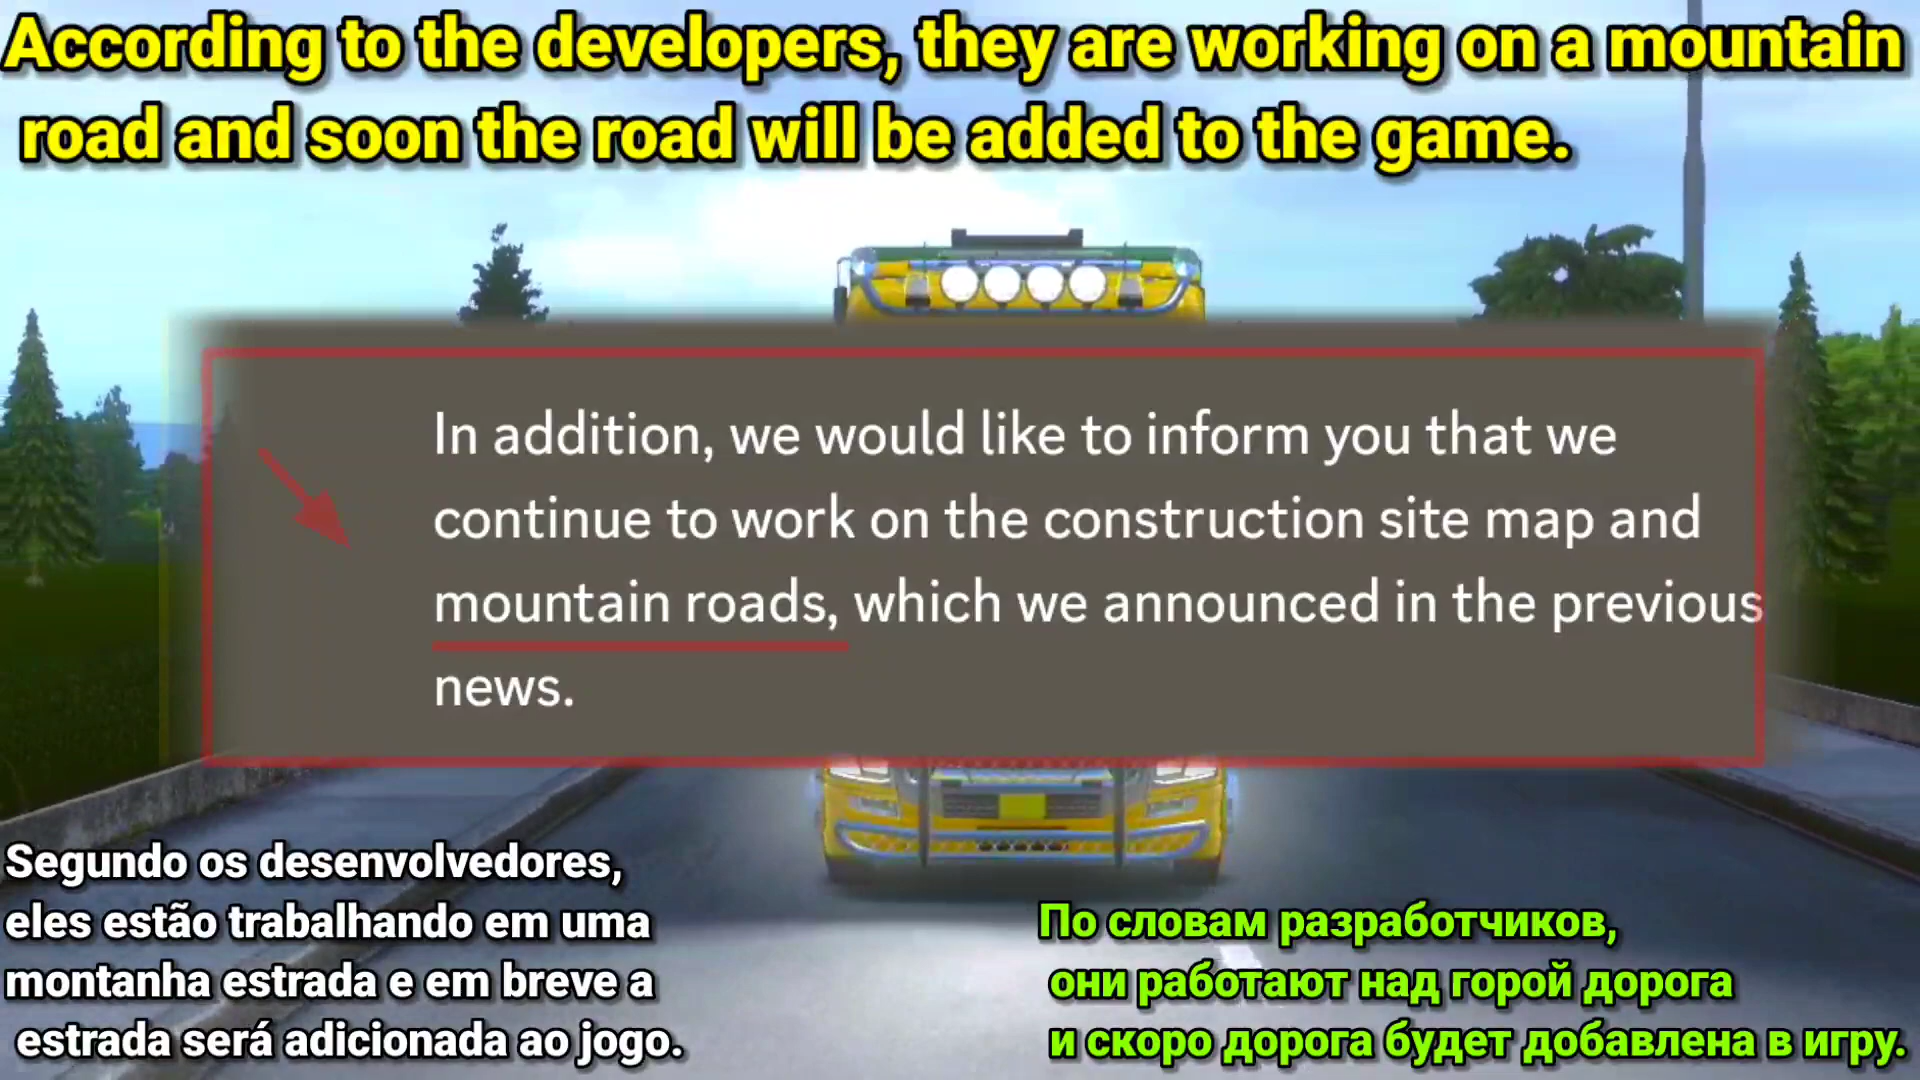 According to the developers, they are working on a mountain
road and soon the road will be added to the game.
In addition, we would like to inform you that we
continue to work on the construction site map and
mountain roads, which we announced in the previous
news.
Segundo os desenvolvedores,
eles estão trabalhando em uma
montanha estrada e em breve a
estrada será adicionada ao jogo.
По словам разработчиков,
они работают над горой дорога
и скоро дорога будет добавлена в игру.